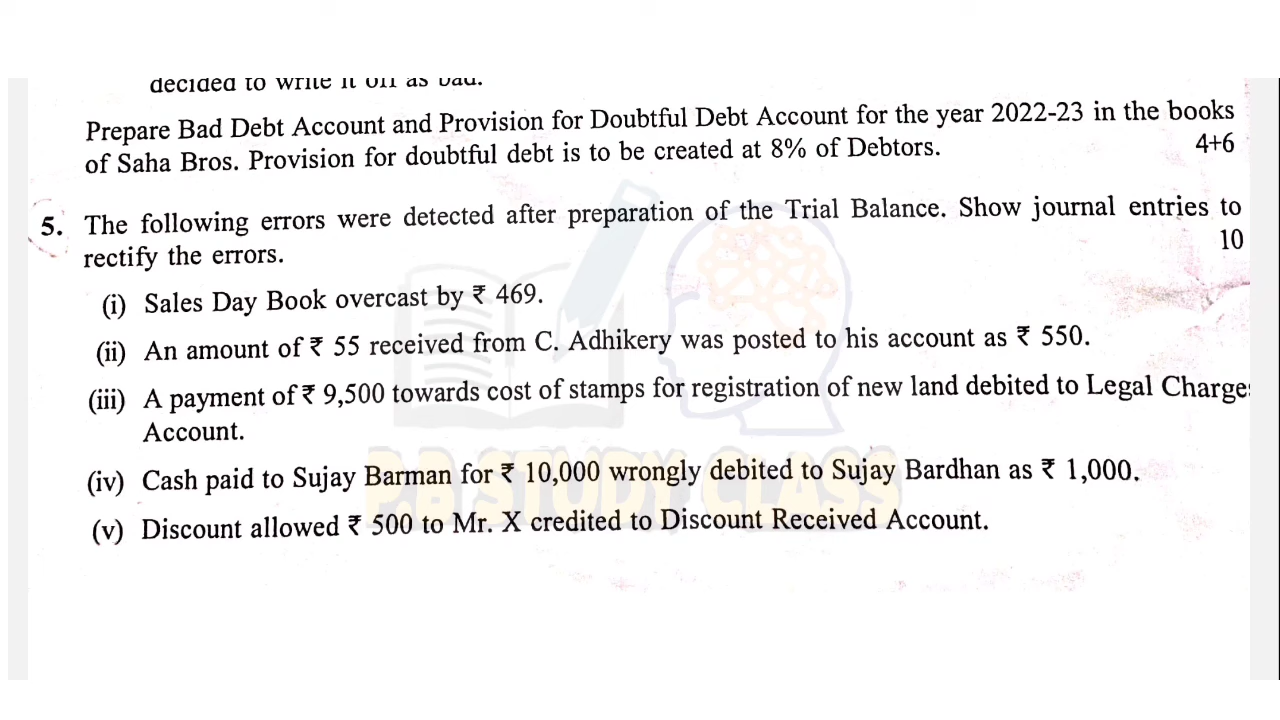 decided to write it off as bad.
Prepare Bad Debt Account and Provision for Doubtful Debt Account for the year 2022-23 in the books
of Saha Bros. Provision for doubtful debt is to be created at 8% of Debtors. 4+6
5. The following errors were detected after preparation of the Trial Balance. Show journal entries to
rectify the errors. 10
(i) Sales Day Book overcast by ₹ 469.
(ii) An amount of ₹ 55 received from C. Adhikery was posted to his account as ₹ 550.
(iii) A payment of ₹ 9,500 towards cost of stamps for registration of new land debited to Legal Charge
Account.
(iv) Cash paid to Sujay Barman for ₹ 10,000 wrongly debited to Sujay Bardhan as ₹ 1,000.
(v) Discount allowed ₹ 500 to Mr. X credited to Discount Received Account.
P.B STUDY CLASS